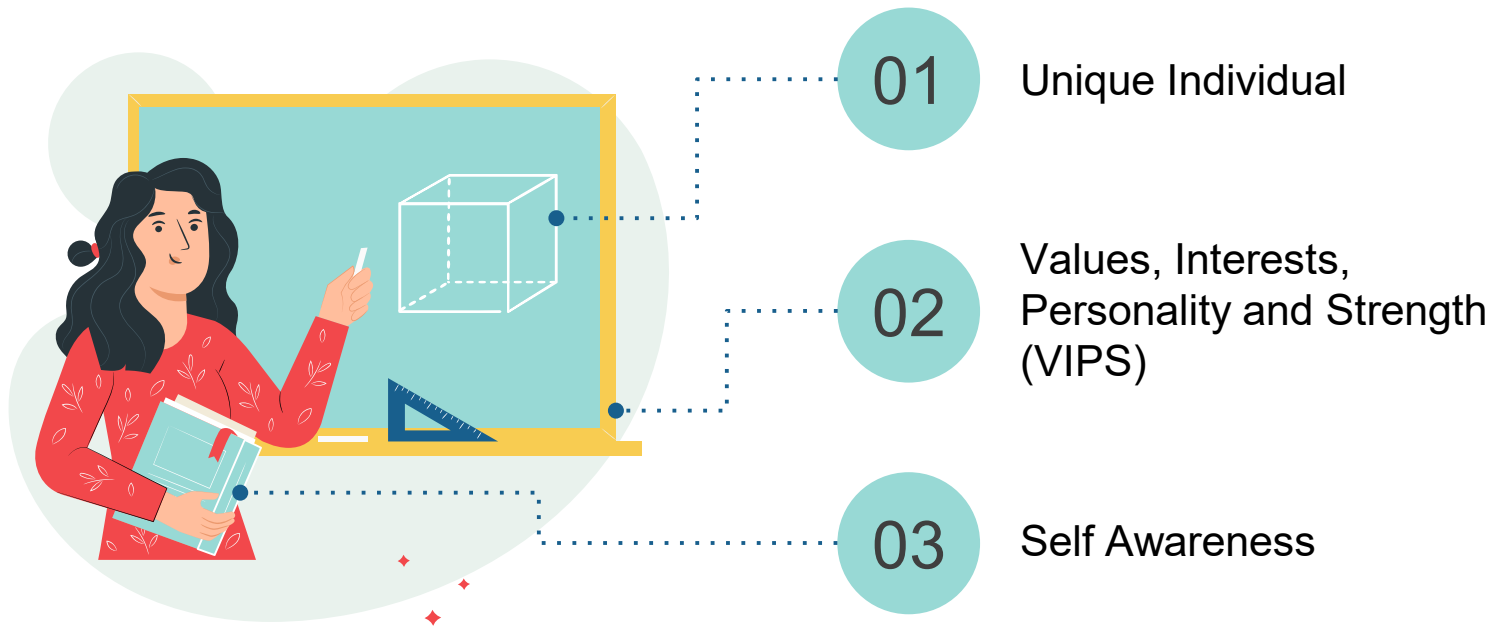 01
Unique Individual
02
Values, Interests,
Personality and Strength
(VIPS)
03
Self Awareness